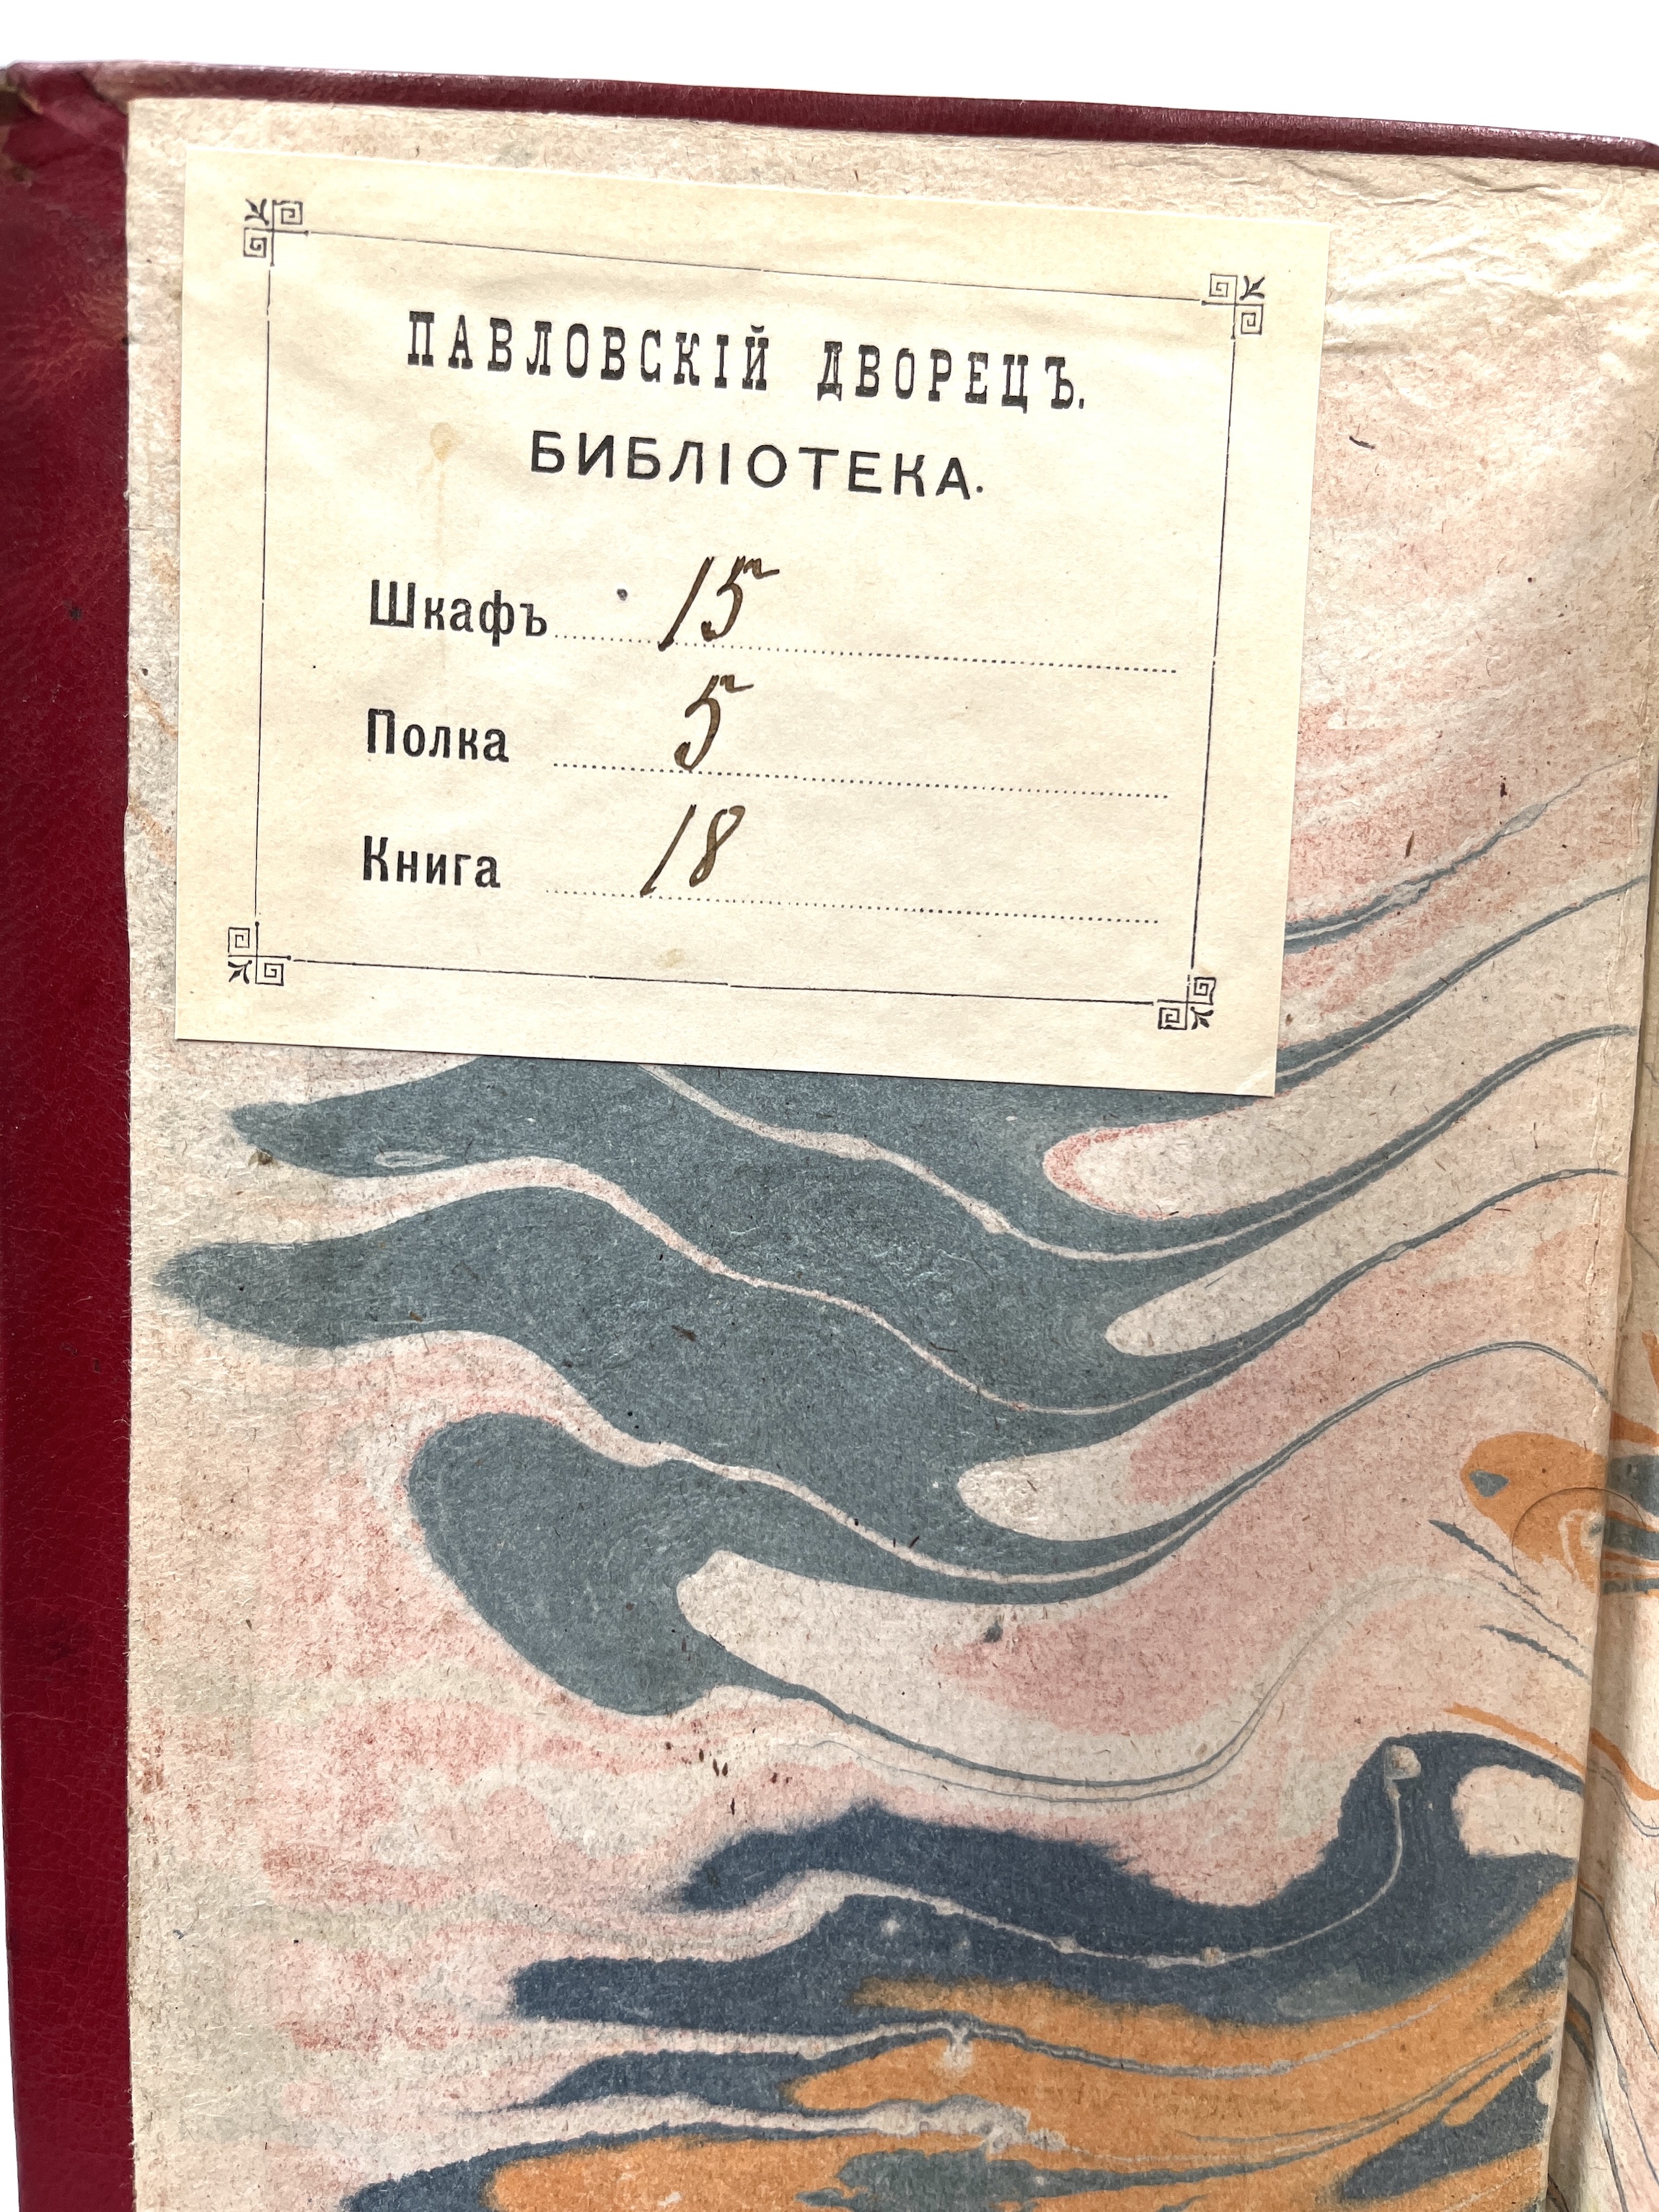 ПАВЛОВСКІЙ ДВОРЕЦЪ.
БИБЛІОТЕКА.
Шкафъ 15
Полка 5
Книга 18